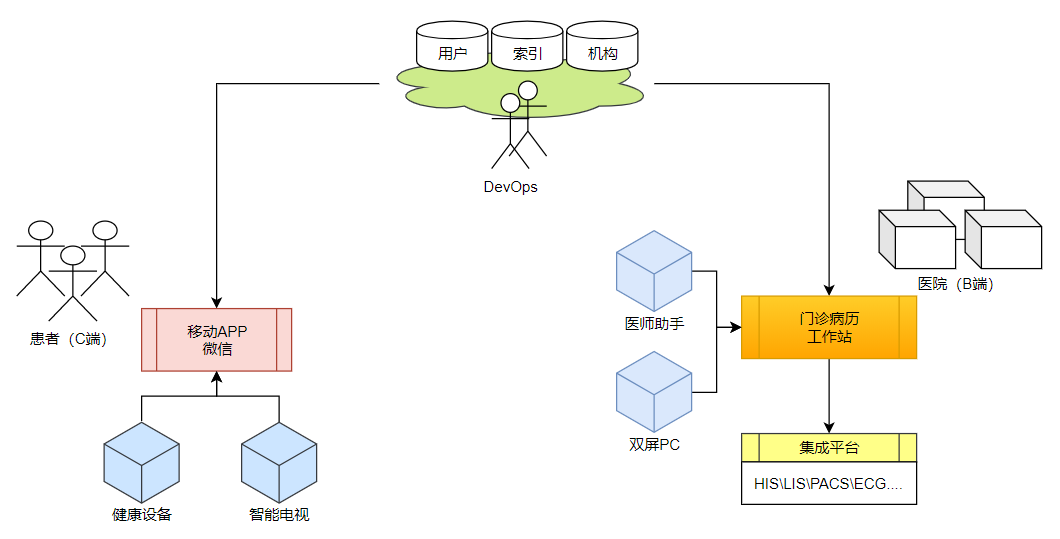 用户
索引
机构
DevOps
患者（C端）
移动APP
微信
健康设备
智能电视
医师助手
双屏PC
医院（B端）
门诊病历
工作站
集成平台
HIS\LIS\PACS\ECG....